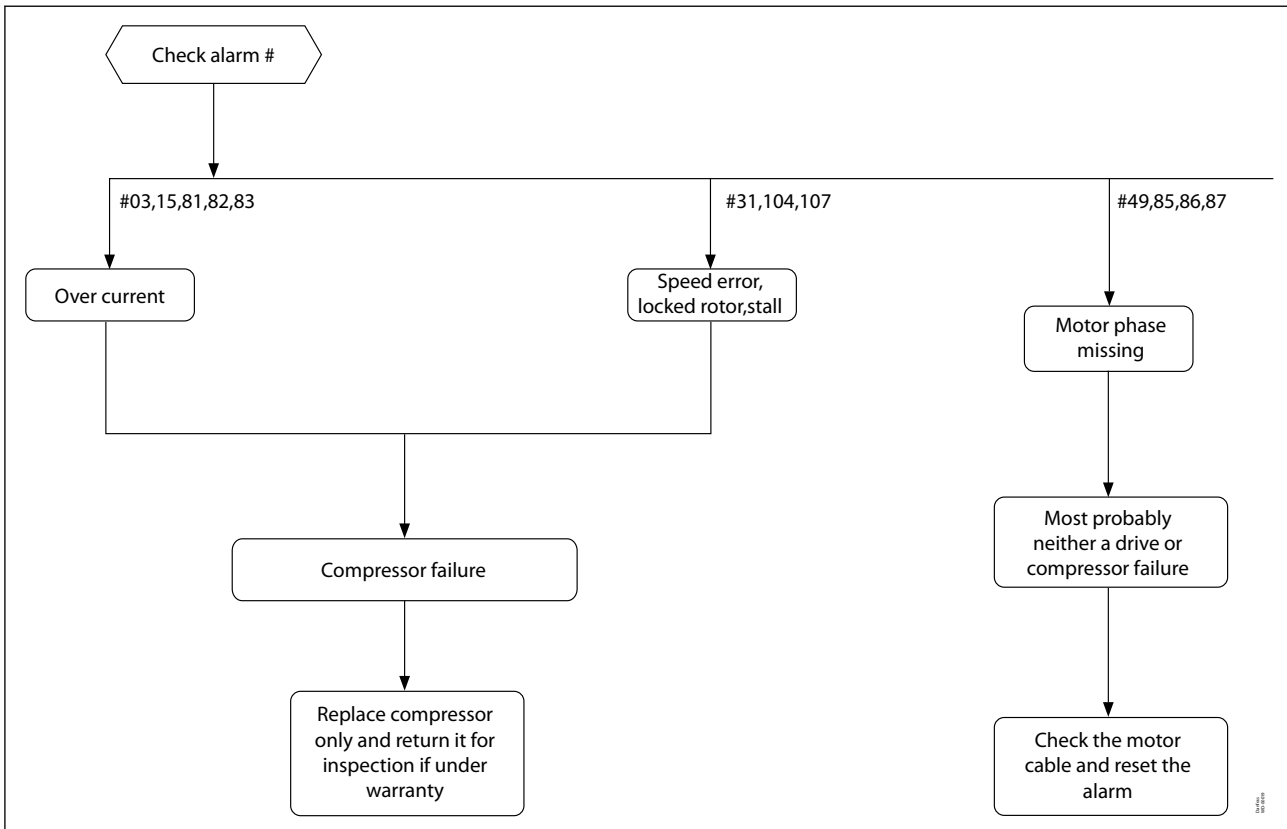 Check alarm #
#03,15,81,82,83
#31,104,107
#49,85,86,87
Over current
Speed error,
locked rotor,stall
Motor phase
missing
Compressor failure
Most probably
neither a drive or
compressor failure
Replace compressor
only and return it for
inspection if under
warranty
Check the motor
cable and reset the
alarm
Danfoss